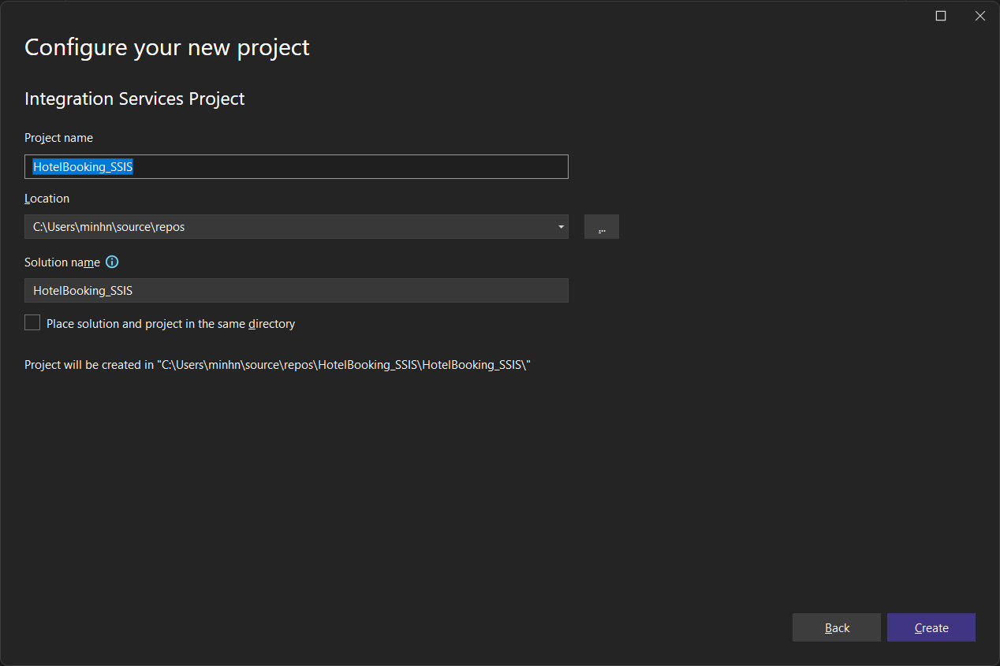 Configure your new project
Integration Services Project
Project name
HotelBooking_SSIS
Location
C:\Users\minhn\source\repos
...
Solution name
HotelBooking_SSIS
Place solution and project in the same directory
Project will be created in "C:\Users\minhn\source\repos\HotelBooking_SSIS\HotelBooking_SSIS\"
Back
Create